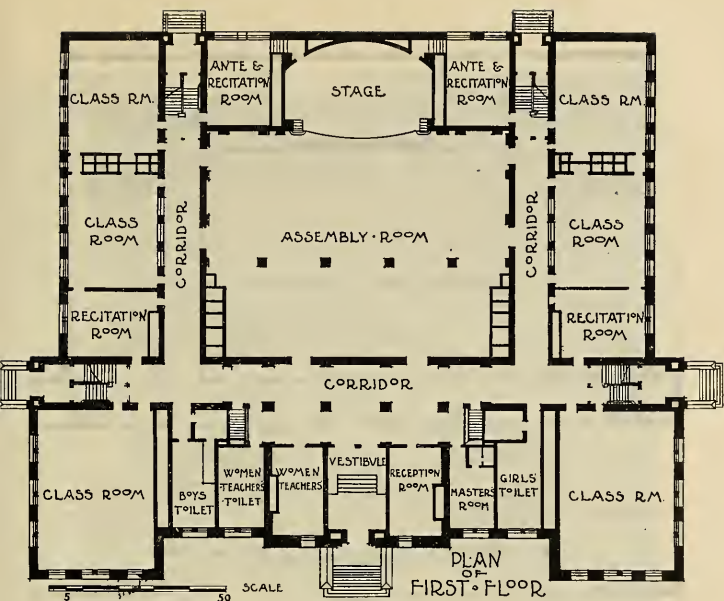 ANTE &
RECITATION
ROOM
ANTE &
RECITATION
ROOM
CLASS RM.
STAGE
CLASS RM.
CLASS
ROOM
CORRIDOR
ASSEMBLY·ROOM
CORRIDOR
CLASS
ROOM
RECITATION
ROOM
RECITATION
ROOM
CORRIDOR
CLASS ROOM
BOYS
TOILET
WOMEN
TEACHER'S
TOILET
WOMEN
TEACHERS
VESTIBULE
RECEPTION
ROOM
MASTER'S
ROOM
GIRLS'
TOILET
CLASS RM.
PLAN
OF
FIRST·FLOOR
SCALE
5
50